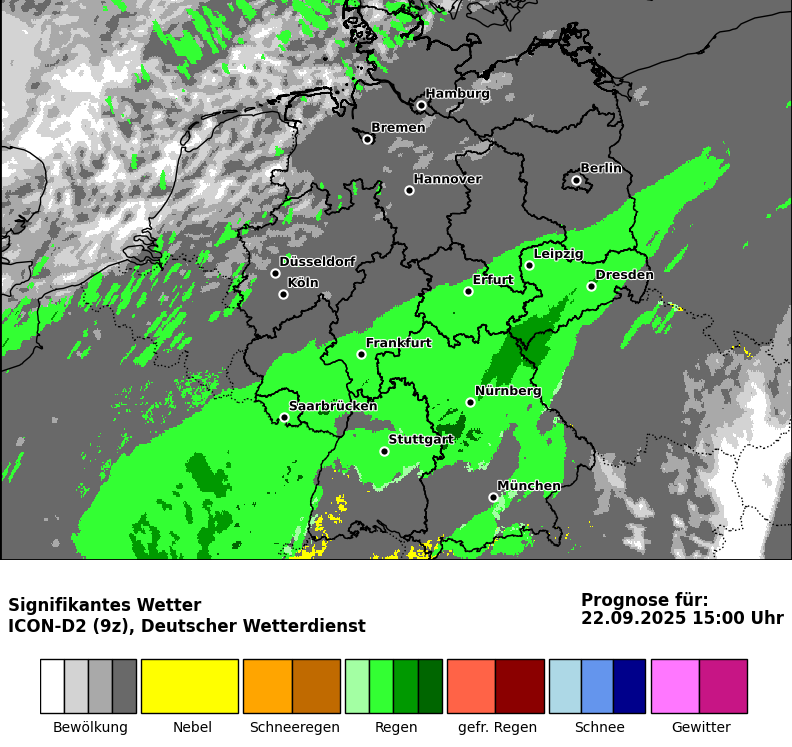 Hamburg
Bremen
Berlin
Hannover
Leipzig
Düsseldorf
Dresden
Köln
Erfurt
Frankfurt
Nürnberg
Saarbrücken
Stuttgart
München
Signifikantes Wetter
ICON-D2 (9z), Deutscher Wetterdienst
Prognose für:
22.09.2025 15:00 Uhr
Bewölkung
Nebel
Schneeregen
Regen
gefr. Regen
Schnee
Gewitter